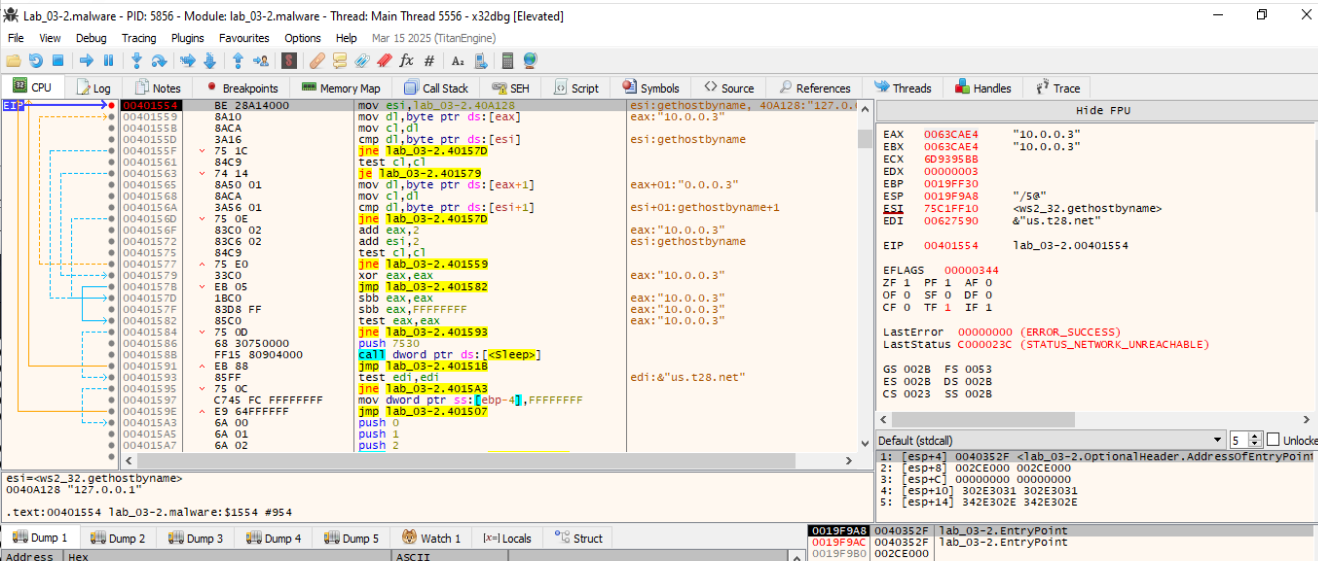 Lab_03-2.malware - PID: 5856 - Module: lab_03-2.malware - Thread: Main Thread 5556 - x32dbg [Elevated]
File View Debug Tracing Plugins Favourites Options Help Mar 15 2025 (TitanEngine)
CPU Log Notes Breakpoints Memory Map Call Stack SEH Script Symbols Source References Threads Handles Trace
EIP 00401554 BE 28A14000 mov esi,lab_03-2.40A128 esi:gethostbyname, 40A128:"127.0.
00401559 8A10 mov dl,byte ptr ds:[eax] eax:"10.0.0.3"
0040155B 8ACA mov cl,dl
0040155D 3A16 cmp dl,byte ptr ds:[esi] esi:gethostbyname
0040155F 75 1C jne lab_03-2.40157D
00401561 84C9 test cl,cl
00401563 74 14 je lab_03-2.401579
00401565 8A50 01 mov dl,byte ptr ds:[eax+1] eax+01:"0.0.0.3"
00401568 8ACA mov cl,dl
0040156A 3A56 01 cmp dl,byte ptr ds:[esi+1] esi+01:gethostbyname+1
0040156D 75 0E jne lab_03-2.40157D
0040156F 83C0 02 add eax,2 eax:"10.0.0.3"
00401572 83C6 02 add esi,2 esi:gethostbyname
00401575 84C9 test cl,cl
00401577 75 E0 jne lab_03-2.401559
00401579 33C0 xor eax,eax eax:"10.0.0.3"
0040157B EB 05 jmp lab_03-2.401582
0040157D 1BC0 sbb eax,eax eax:"10.0.0.3"
0040157F 83D8 FF sbb eax,FFFFFFFF eax:"10.0.0.3"
00401582 85C0 test eax,eax eax:"10.0.0.3"
00401584 75 0D jne lab_03-2.401593
00401586 68 30750000 push 7530
0040158B FF15 80904000 call dword ptr ds:[<Sleep>]
00401591 EB 88 jmp lab_03-2.40151B
00401593 85FF test edi,edi edi:&"us.t28.net"
00401595 75 0C jne lab_03-2.4015A3
00401597 C745 FC FFFFFFFF mov dword ptr ss:[ebp-4],FFFFFFFF
0040159E E9 64FFFFFF jmp lab_03-2.401507
004015A3 6A 00 push 0
004015A5 6A 01 push 1
004015A7 6A 02 push 2
Hide FPU
EAX 0063CAE4 "10.0.0.3"
EBX 0063CAE4 "10.0.0.3"
ECX 6D9395BB
EDX 00000003
EBP 0019FF30
ESP 0019F9A8 "/5@"
ESI 75C1FF10 <ws2_32.gethostbyname>
EDI 00627590 &"us.t28.net"
EIP 00401554 lab_03-2.00401554
EFLAGS 00000344
ZF 1 PF 1 AF 0
OF 0 SF 0 DF 0
CF 0 TF 1 IF 1
LastError 00000000 (ERROR_SUCCESS)
LastStatus C000023C (STATUS_NETWORK_UNREACHABLE)
GS 002B FS 0053
ES 002B DS 002B
CS 0023 SS 002B
Default (stdcall) 5 Unlocke
1: [esp+4] 0040352F <lab_03-2.OptionalHeader.AddressOfEntryPoint
2: [esp+8] 002CE000 002CE000
3: [esp+C] 00000000 00000000
4: [esp+10] 302E3031 302E3031
5: [esp+14] 342E302E 342E302E
esi=<ws2_32.gethostbyname>
0040A128 "127.0.0.1"
.text:00401554 lab_03-2.malware:$1554 #954
Dump 1 Dump 2 Dump 3 Dump 4 Dump 5 Watch 1 [x=] Locals Struct
Address Hex ASCII
0019F9A8 0040352F lab_03-2.EntryPoint
0019F9AC 0040352F lab_03-2.EntryPoint
0019F9B0 002CE000